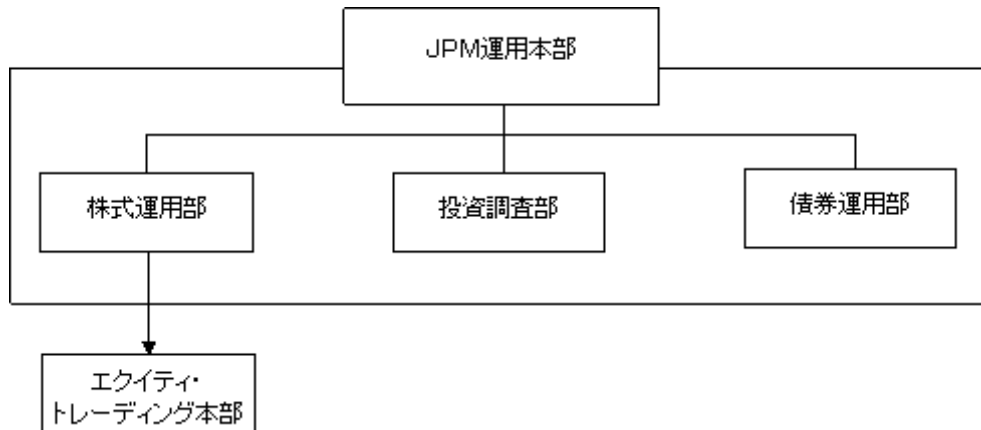 JPM運用本部
株式運用部
投資調査部
債券運用部
エクイティ・
トレーディング本部